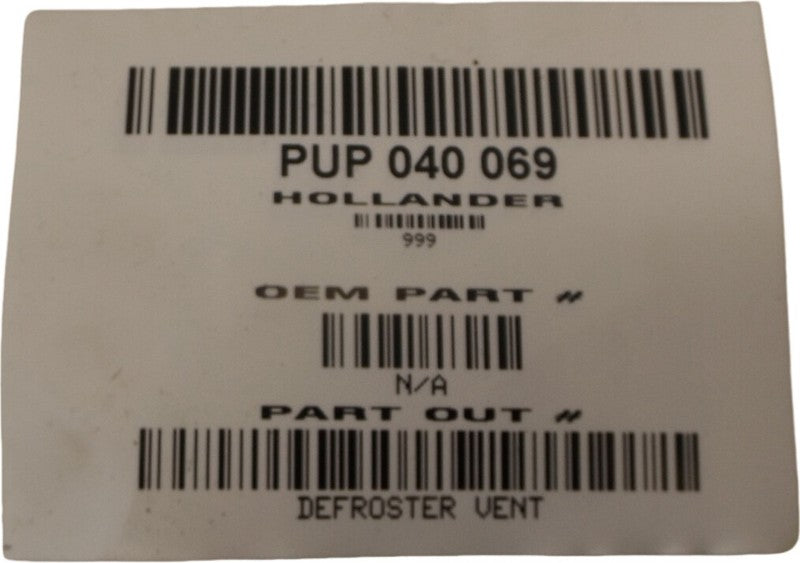 PUP 040 069
HOLLANDER
999
OEM PART #
N/A
PART OUT #
DEFROSTER VENT